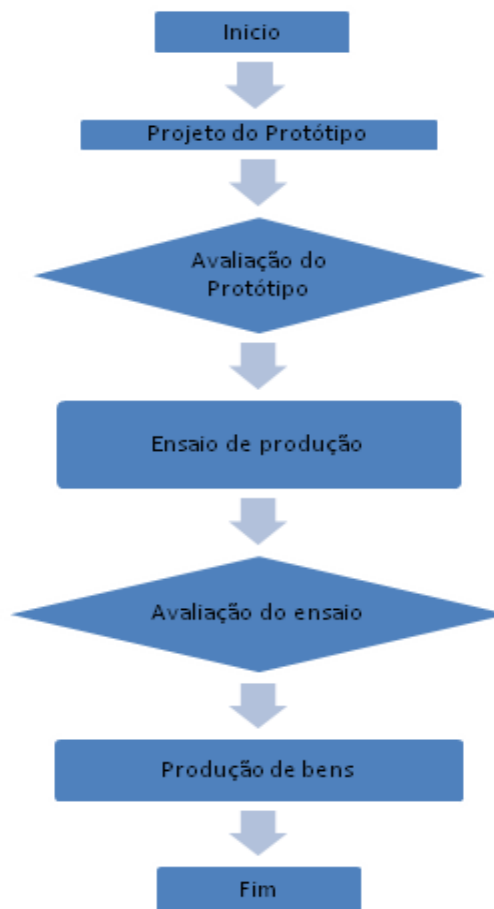 Inicio
Projeto do Protótipo
Avaliação do
Protótipo
Ensaio de produção
Avaliação do ensaio
Produção de bens
Fim